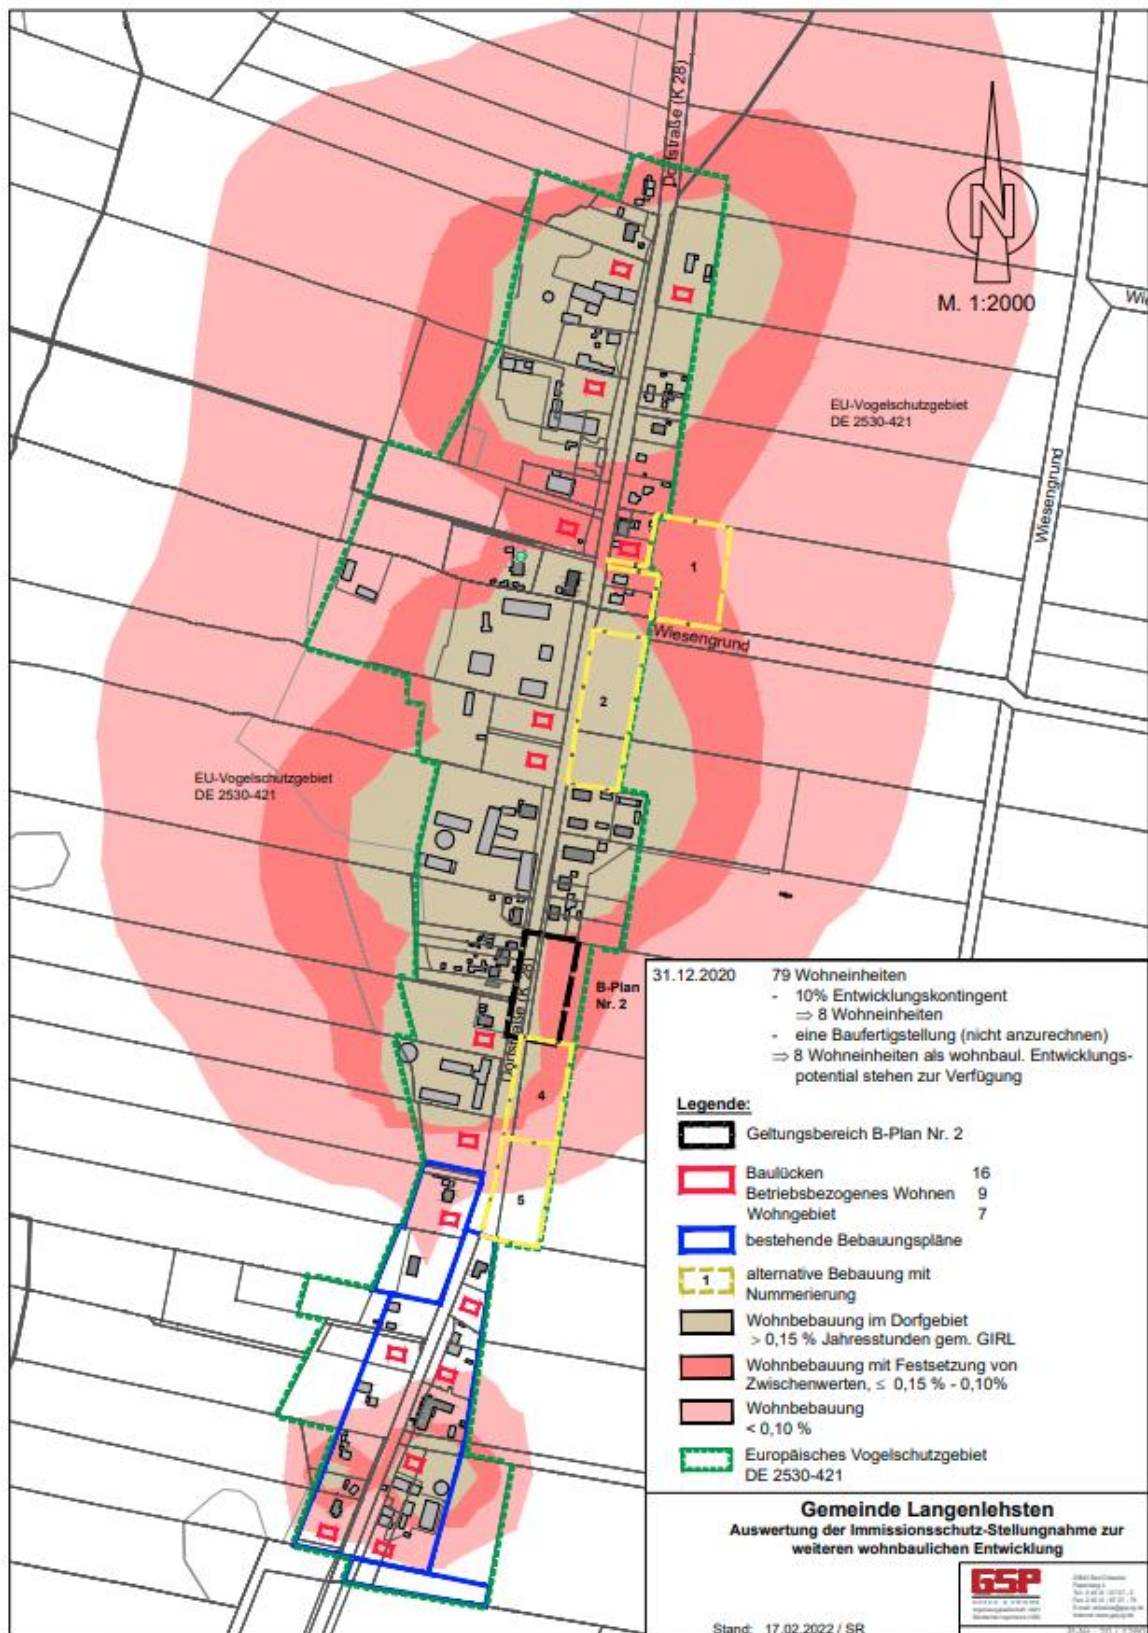 Dorfstraße (K 28)
N
M. 1:2000
EU-Vogelschutzgebiet
DE 2530-421
Wiesengrund
1
Wiesengrund
2
EU-Vogelschutzgebiet
DE 2530-421
B-Plan
Nr. 2
Dorfstraße (K 28)
4
5
31.12.2020 79 Wohneinheiten
- 10% Entwicklungskontingent
⇒ 8 Wohneinheiten
- eine Baufertigstellung (nicht anzurechnen)
⇒ 8 Wohneinheiten als wohnbaul. Entwicklungs-
potential stehen zur Verfügung
Legende:
Geltungsbereich B-Plan Nr. 2
Baulücken 16
Betriebsbezogenes Wohnen 9
Wohngebiet 7
bestehende Bebauungspläne
1 alternative Bebauung mit
Nummerierung
Wohnbebauung im Dorfgebiet
> 0,15 % Jahresstunden gem. GIRL
Wohnbebauung mit Festsetzung von
Zwischenwerten, ≤ 0,15 % - 0,10%
Wohnbebauung
< 0,10 %
Europäisches Vogelschutzgebiet
DE 2530-421
Gemeinde Langenlehsten
Auswertung der Immissionsschutz-Stellungnahme zur
weiteren wohnbaulichen Entwicklung
GSP
Stand: 17.02.2022 / SR